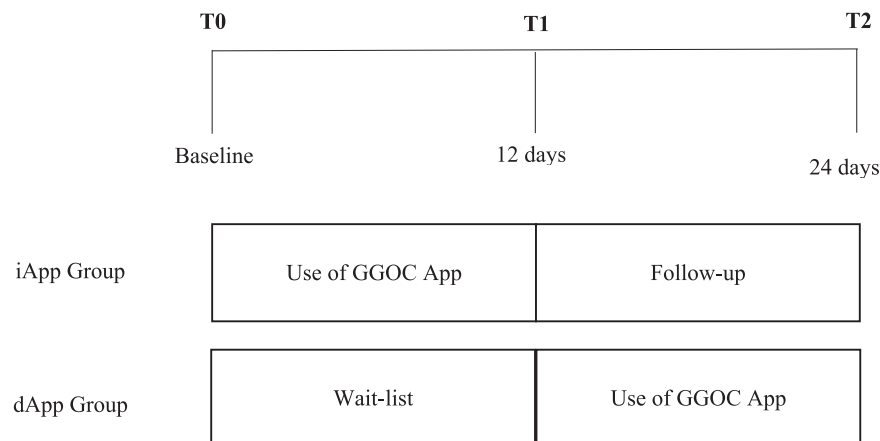 T0 T1 T2
Baseline 12 days 24 days
iApp Group Use of GGOC App Follow-up
dApp Group Wait-list Use of GGOC App